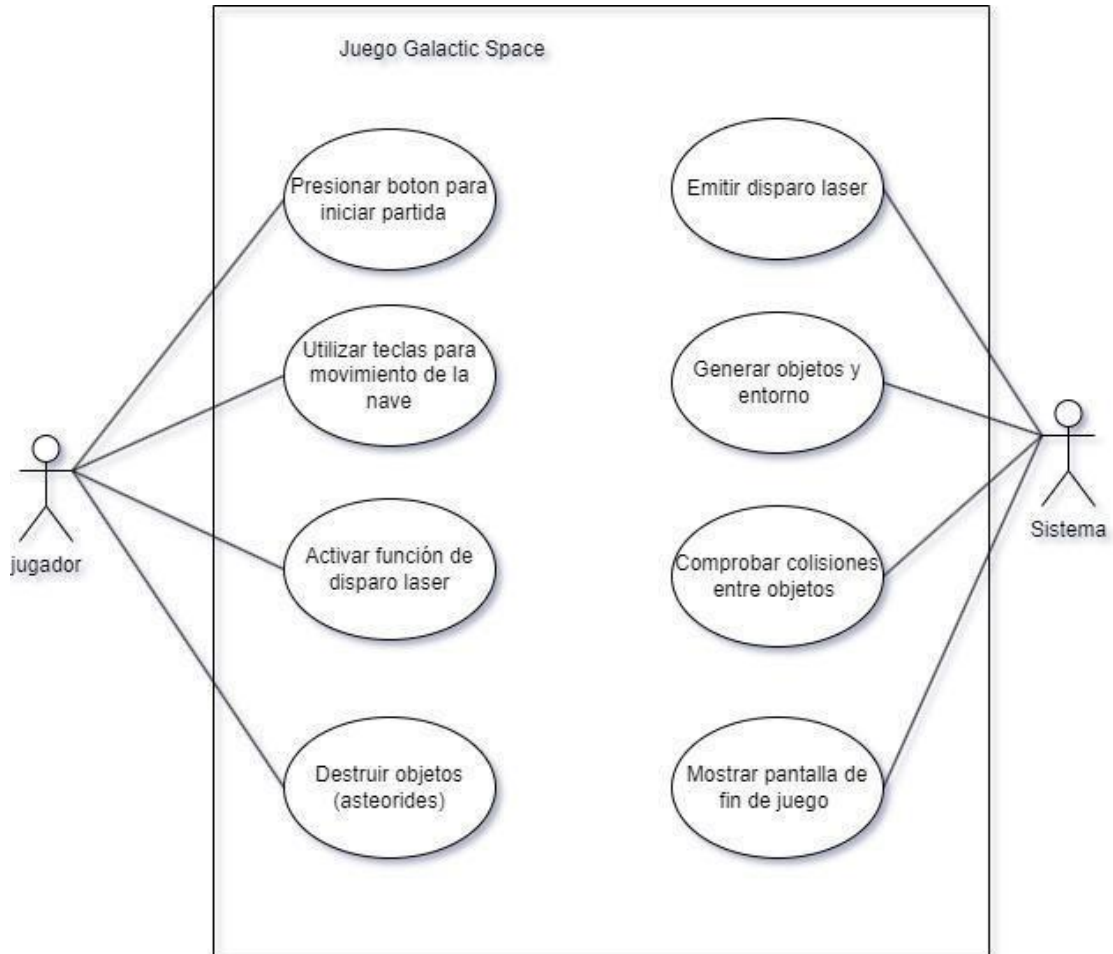 Juego Galactic Space
Presionar boton para
iniciar partida
Emitir disparo laser
Utilizar teclas para
movimiento de la
nave
Generar objetos y
entorno
jugador
Sistema
Activar función de
disparo laser
Comprobar colisiones
entre objetos
Destruir objetos
(asteorides)
Mostrar pantalla de
fin de juego